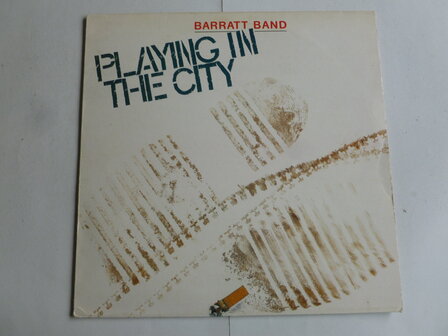 BARRATT BAND
PLAYING IN
THE CITY